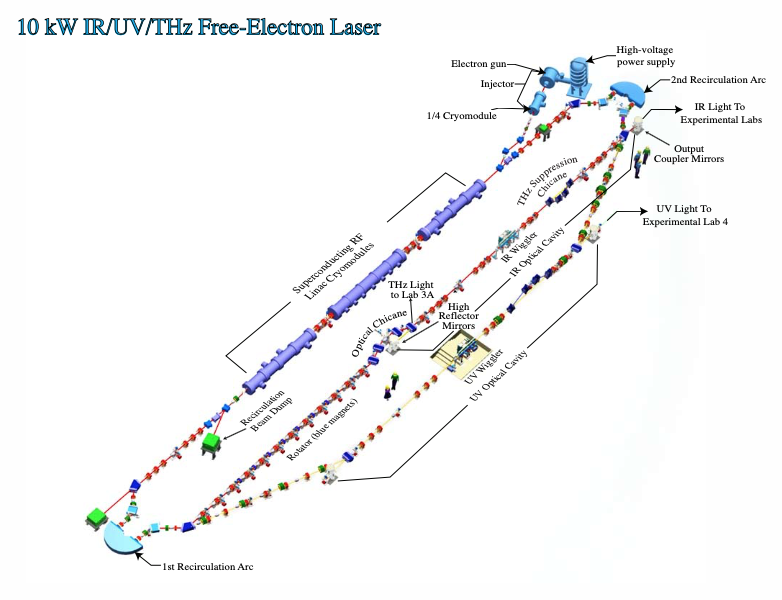 10 kW IR/UV/THz Free-Electron Laser
High-voltage
power supply
Electron gun
Injector
1/4 Cryomodule
2nd Recirculation Arc
IR Light To
Experimental Labs
Output
Coupler Mirrors
THz Suppression
Chicane
UV Light To
Experimental Lab 4
Superconducting RF
Linac Cryomodules
IR Wiggler
IR Optical Cavity
THz Light
to Lab 3A
High
Reflector
Mirrors
Optical Chicane
UV Wiggler
UV Optical Cavity
Recirculation
Beam Dump
Rotator (blue magnets)
1st Recirculation Arc